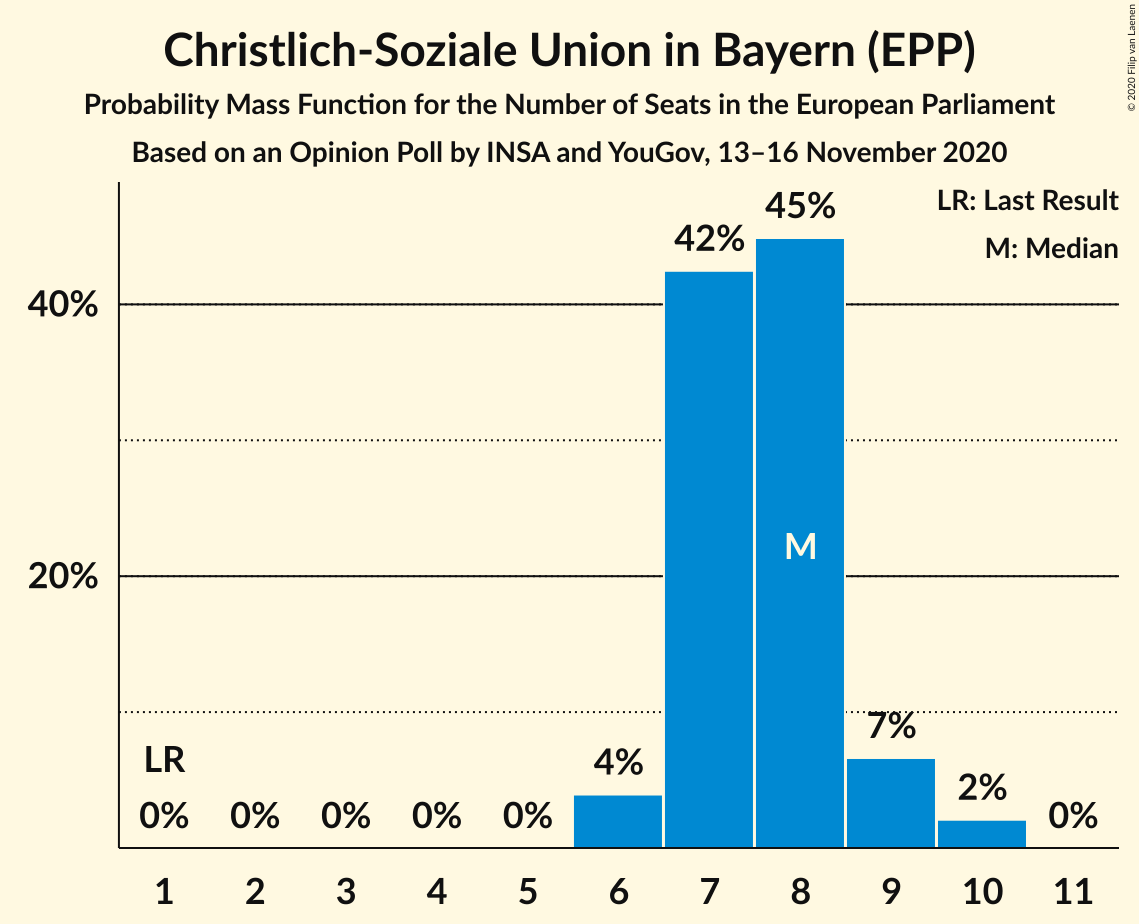 Christlich-Soziale Union in Bayern (EPP)
Probability Mass Function for the Number of Seats in the European Parliament
Based on an Opinion Poll by INSA and YouGov, 13–16 November 2020
© 2020 Filip van Laenen
LR: Last Result
M: Median
45%
42%
40%
M
20%
7%
LR
4%
2%
0% 0% 0% 0% 0% 0%
1 2 3 4 5 6 7 8 9 10 11